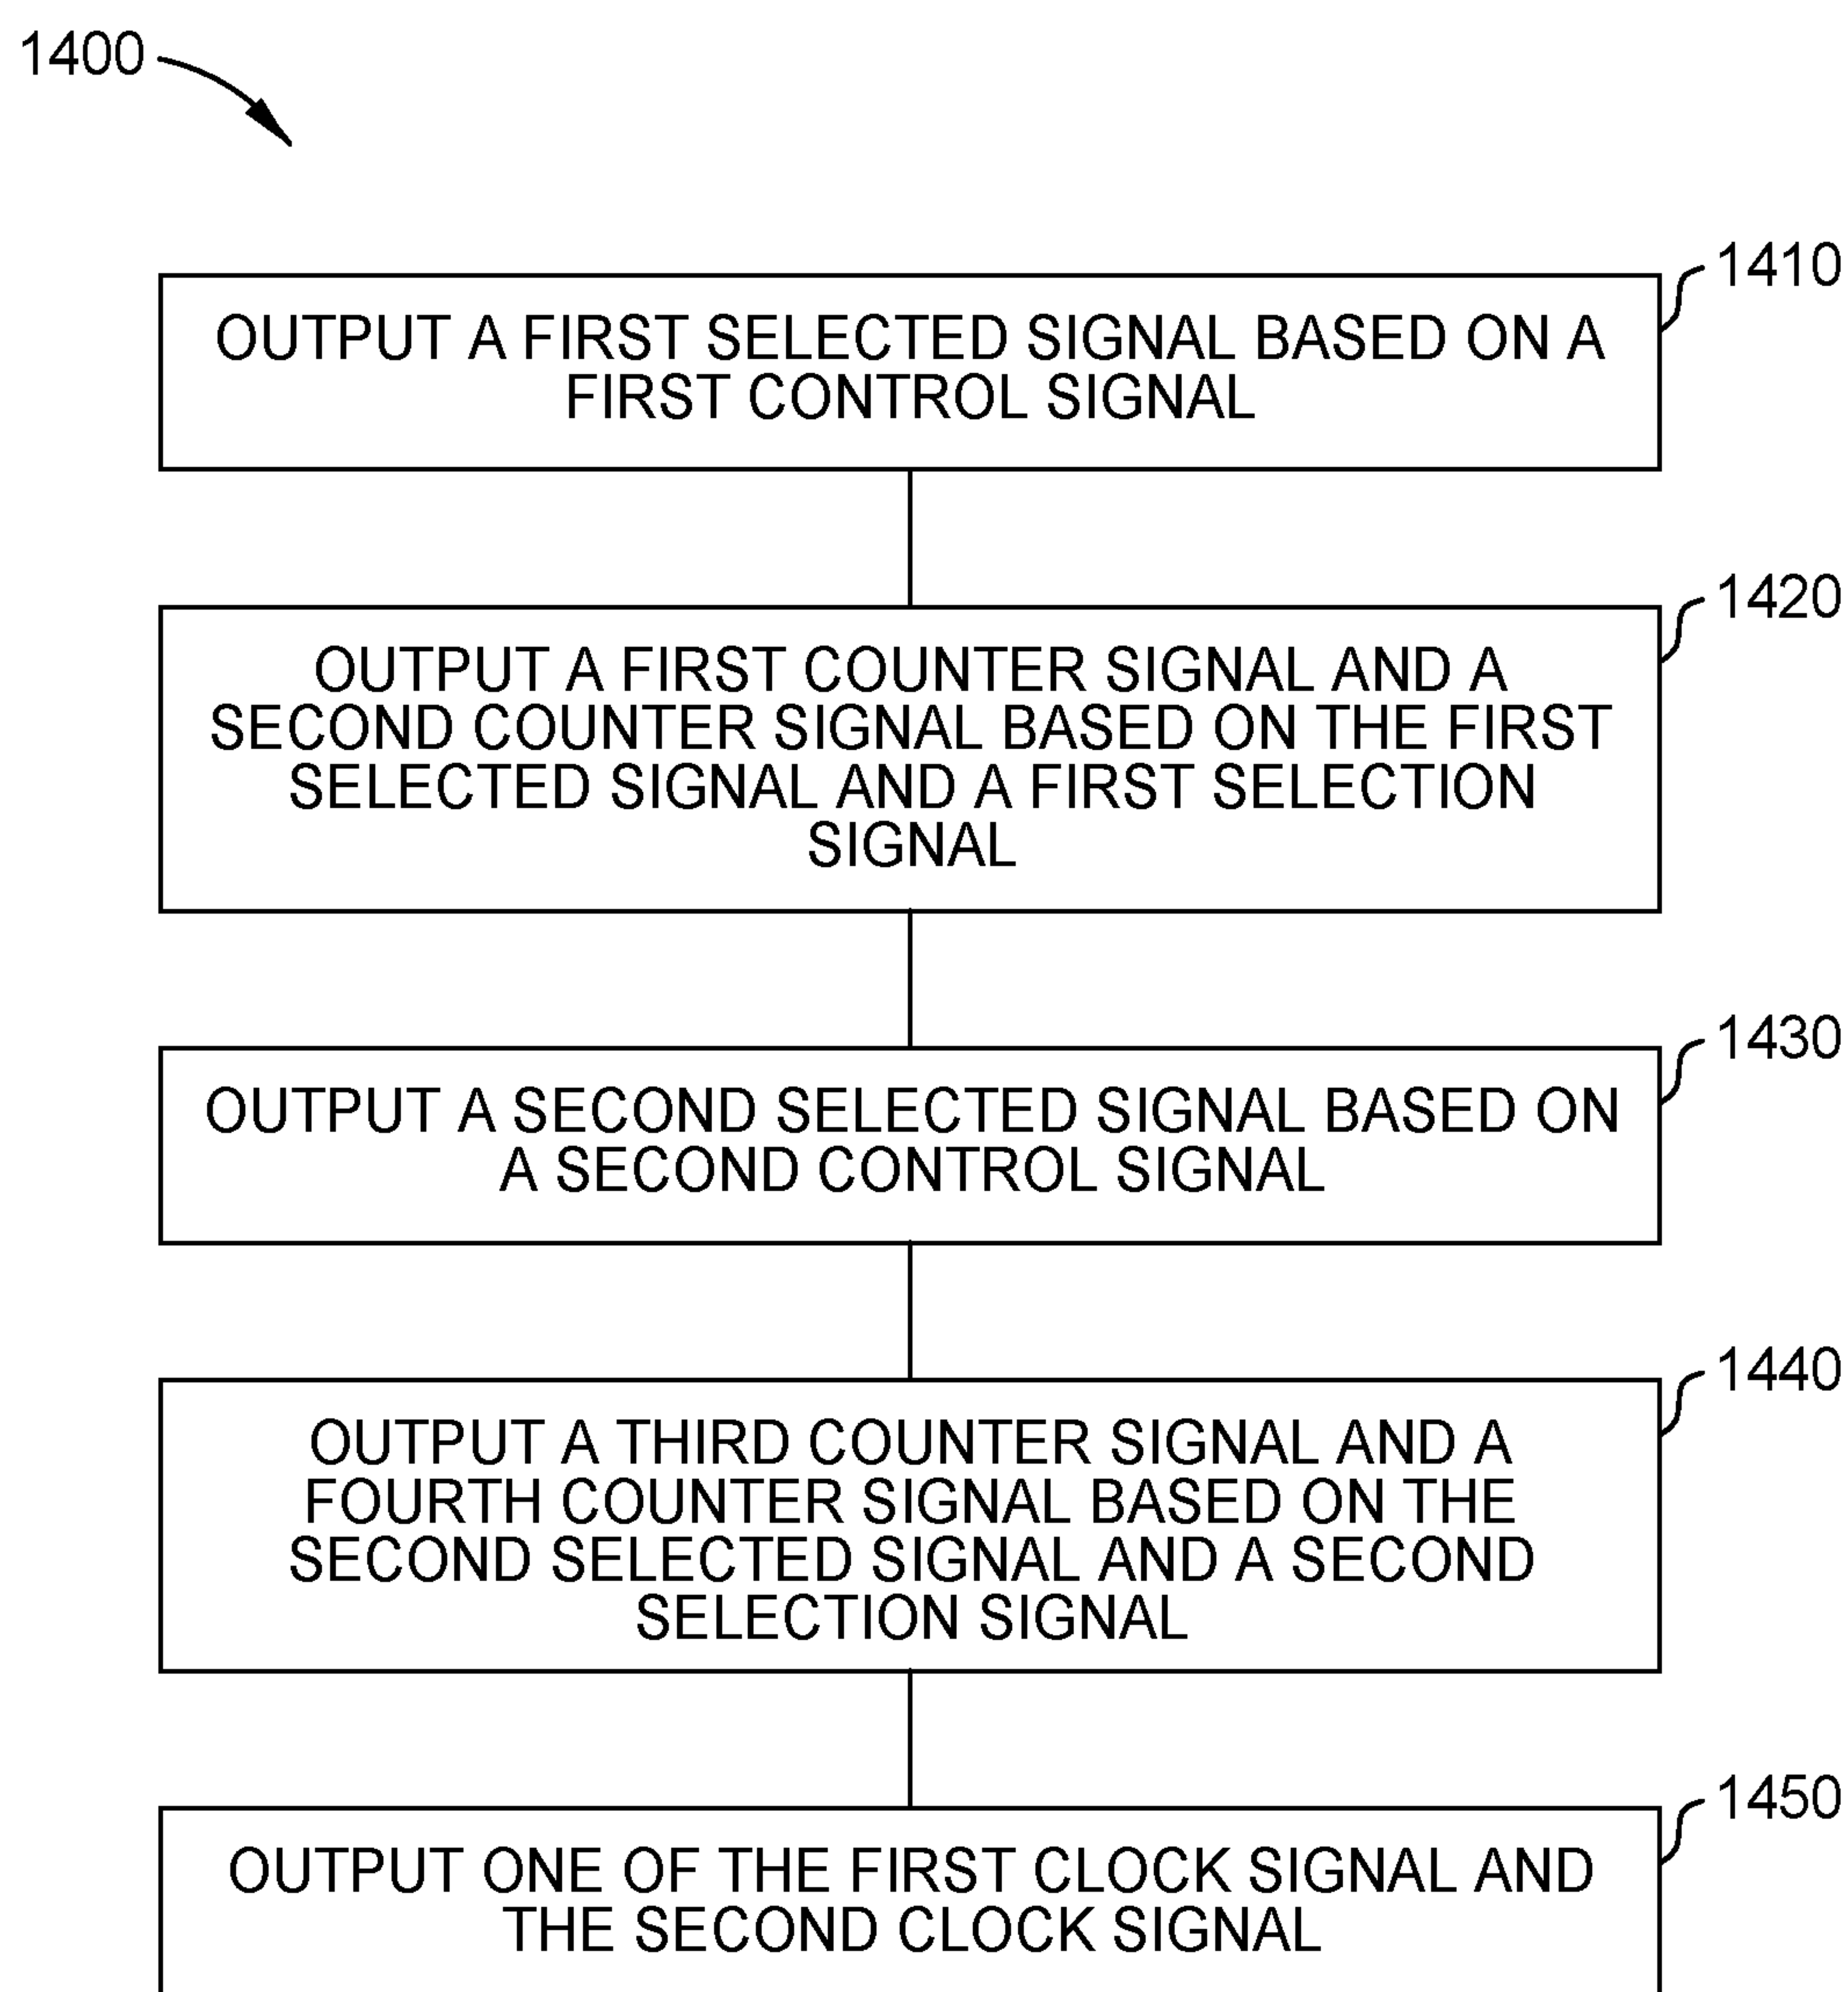 1400
1410
OUTPUT A FIRST SELECTED SIGNAL BASED ON A
FIRST CONTROL SIGNAL
1420
OUTPUT A FIRST COUNTER SIGNAL AND A
SECOND COUNTER SIGNAL BASED ON THE FIRST
SELECTED SIGNAL AND A FIRST SELECTION
SIGNAL
1430
OUTPUT A SECOND SELECTED SIGNAL BASED ON
A SECOND CONTROL SIGNAL
1440
OUTPUT A THIRD COUNTER SIGNAL AND A
FOURTH COUNTER SIGNAL BASED ON THE
SECOND SELECTED SIGNAL AND A SECOND
SELECTION SIGNAL
1450
OUTPUT ONE OF THE FIRST CLOCK SIGNAL AND
THE SECOND CLOCK SIGNAL